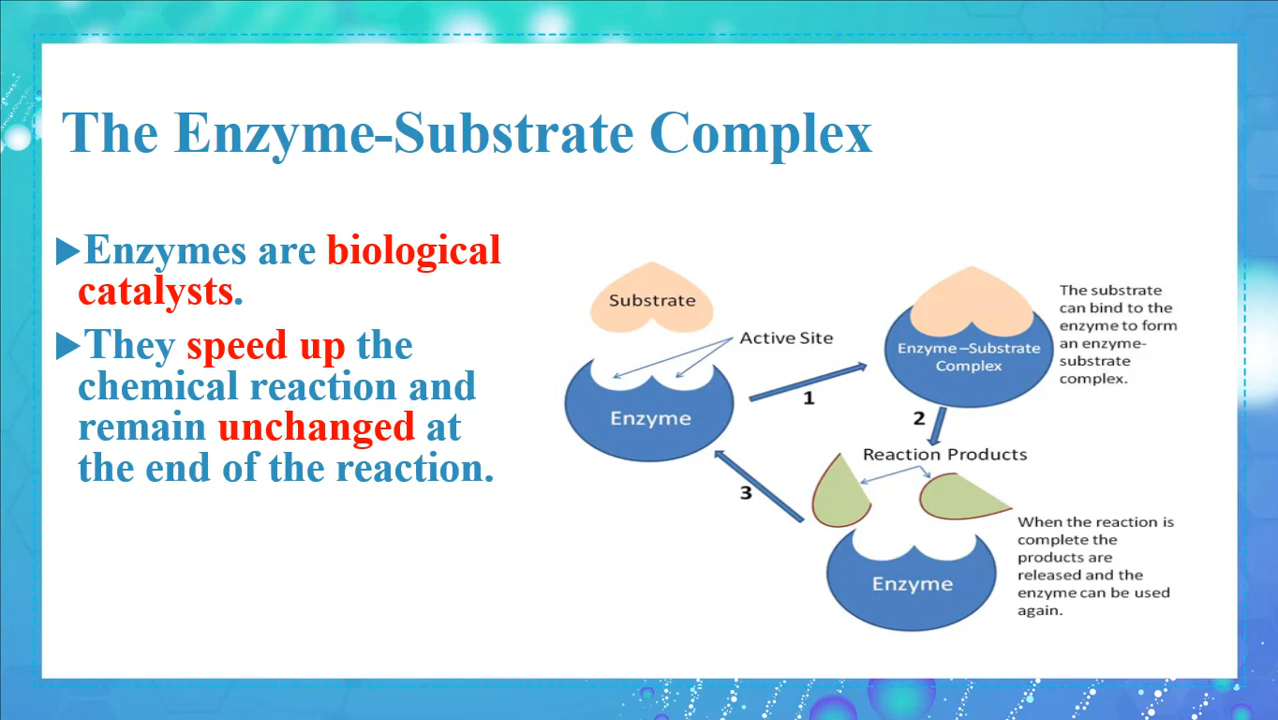 The Enzyme-Substrate Complex
Enzymes are biological
catalysts.
They speed up the
chemical reaction and
remain unchanged at
the end of the reaction.
Substrate
Active Site
Enzyme
1
Enzyme –Substrate
Complex
The substrate
can bind to the
enzyme to form
an enzyme-
substrate
complex.
2
Reaction Products
3
Enzyme
When the reaction is
complete the
products are
released and the
enzyme can be used
again.